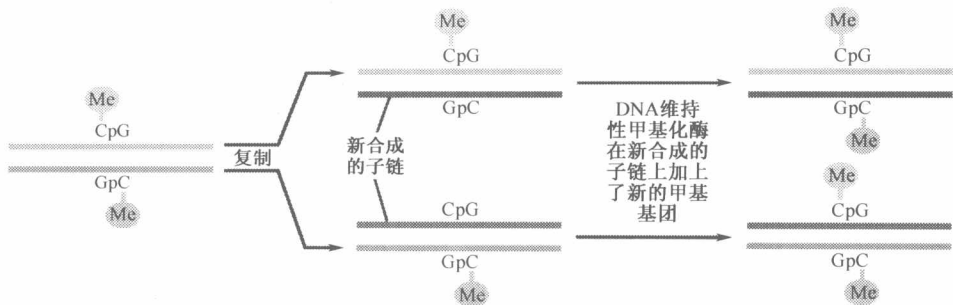 Me
CpG
GpC
Me
复制
Me
CpG
GpC
新合成
的子链
CpG
GpC
Me
DNA维持
性甲基化酶
在新合成的
子链上加上
了新的甲基
基团
Me
CpG
GpC
Me
Me
CpG
GpC
Me